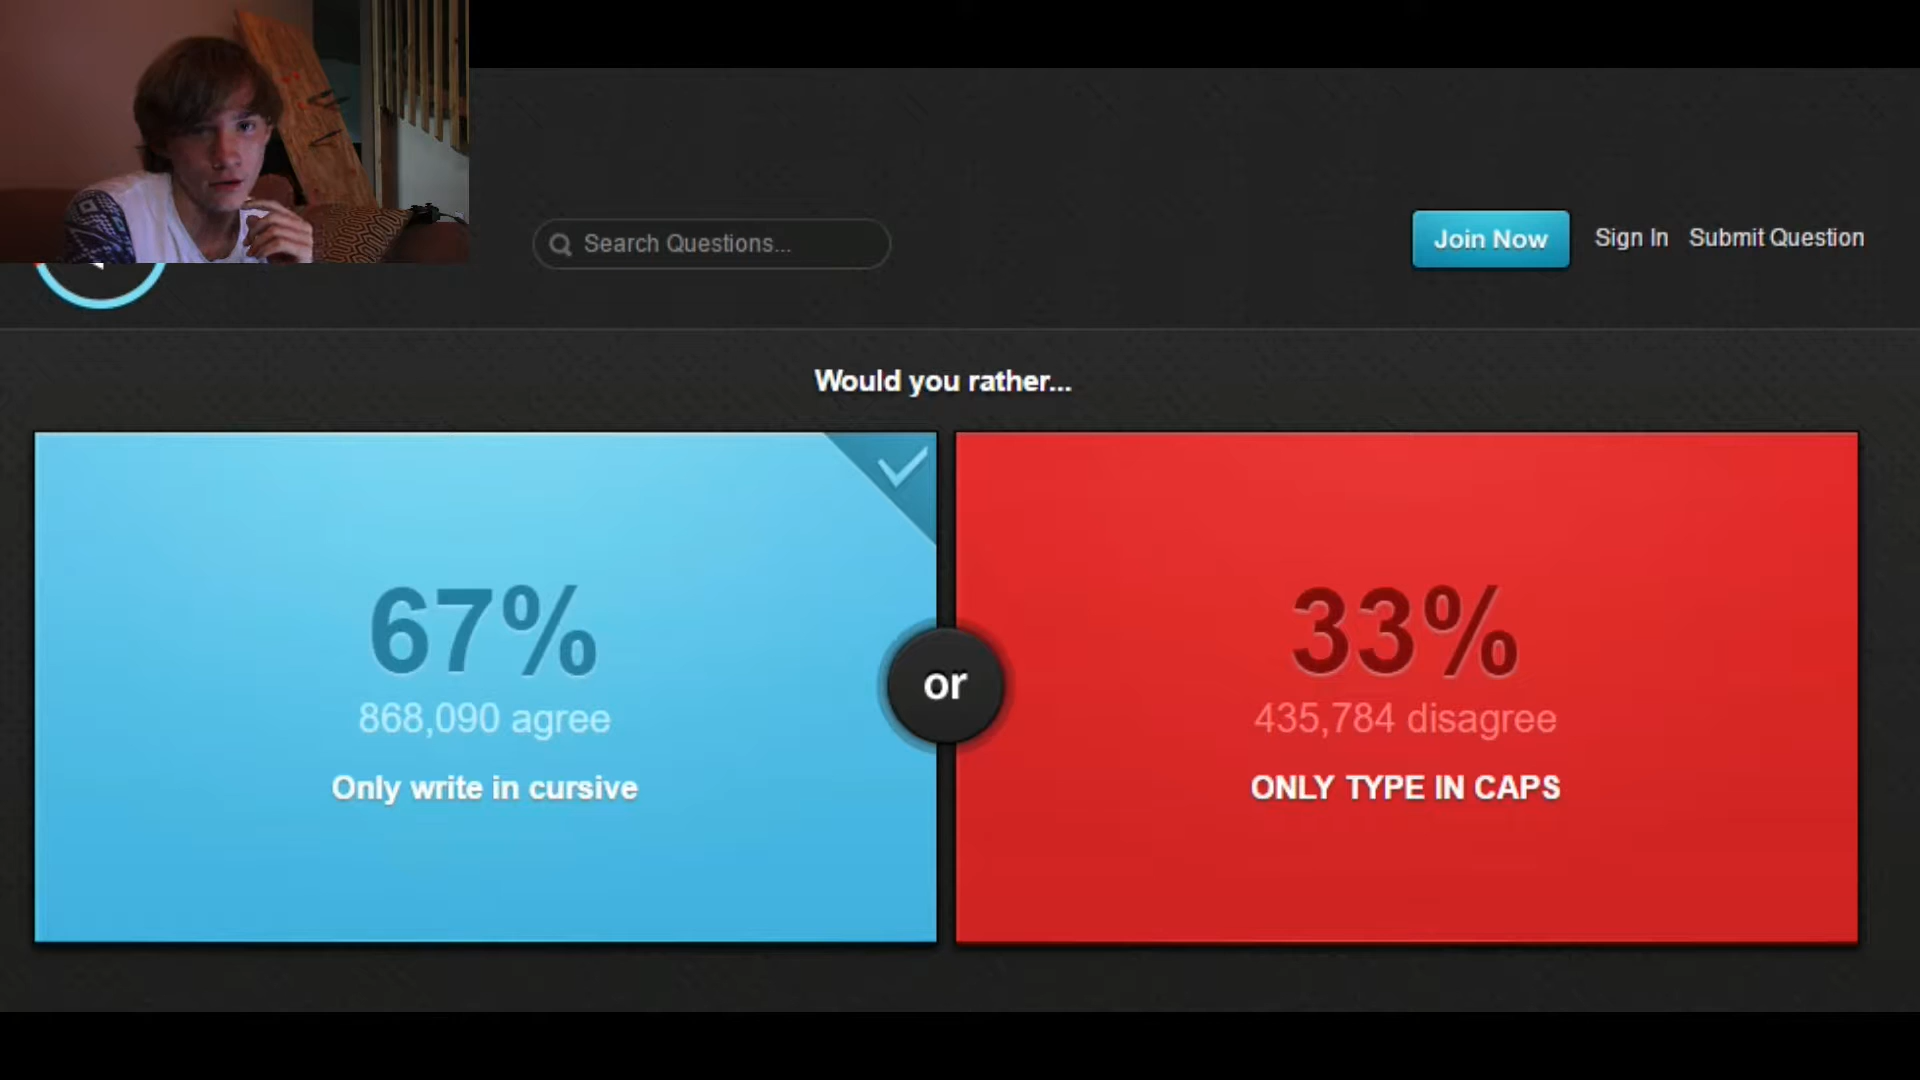 Search Questions...
Join Now
Sign In
Submit Question
Would you rather...
67%
868,090 agree
Only write in cursive
or
33%
435,784 disagree
ONLY TYPE IN CAPS